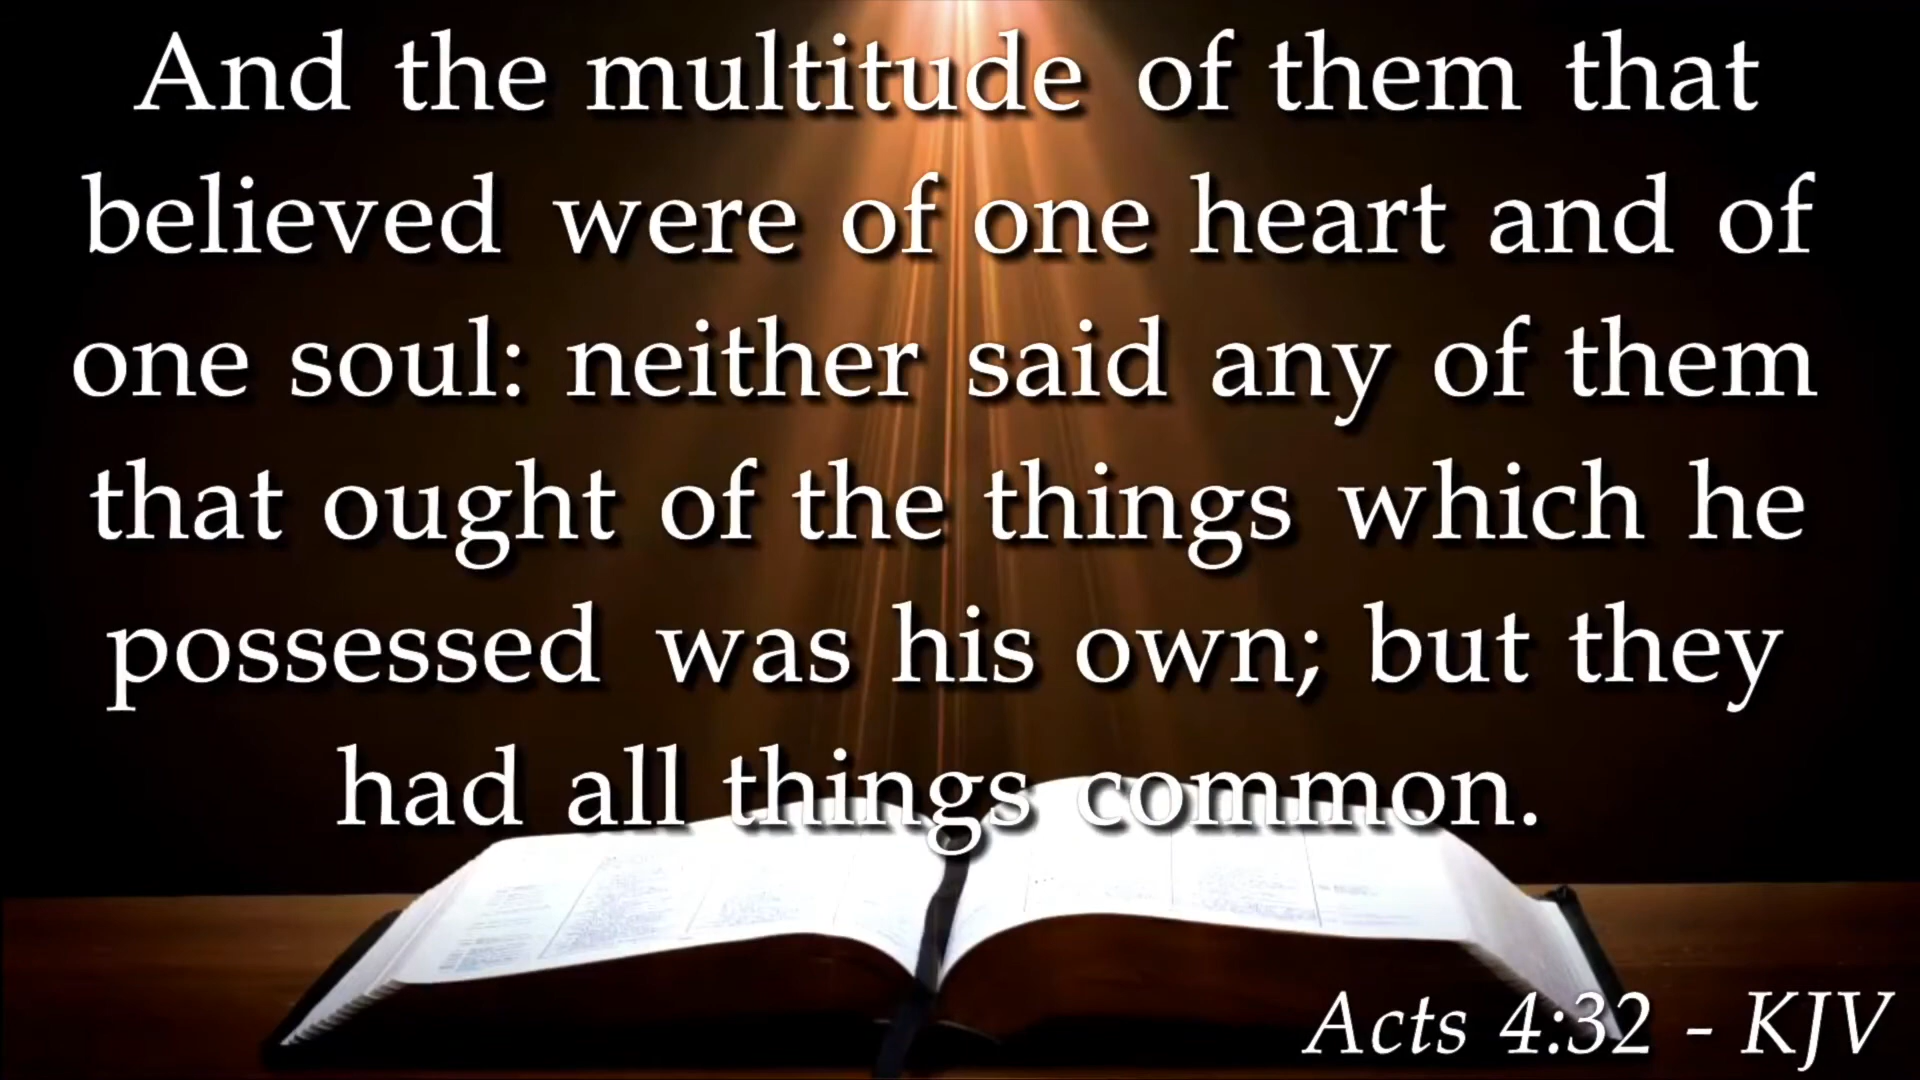 And the multitude of them that
believed were of one heart and of
one soul: neither said any of them
that ought of the things which he
possessed was his own; but they
had all things common.
Acts 4:32 - KJV